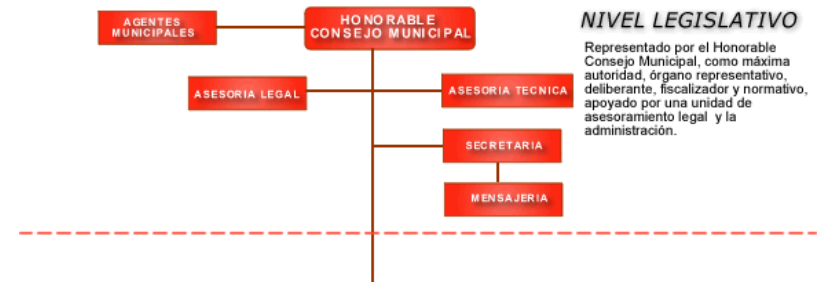 AGENTES
MUNICIPALES
HONORABLE
CONSEJO MUNICIPAL
NIVEL LEGISLATIVO
Representado por el Honorable
Consejo Municipal, como máxima
autoridad, órgano representativo,
deliberante, fiscalizador y normativo,
apoyado por una unidad de
asesoramiento legal y la
administración.
ASESORIA LEGAL
ASESORIA TECNICA
SECRETARIA
MENSAJERIA